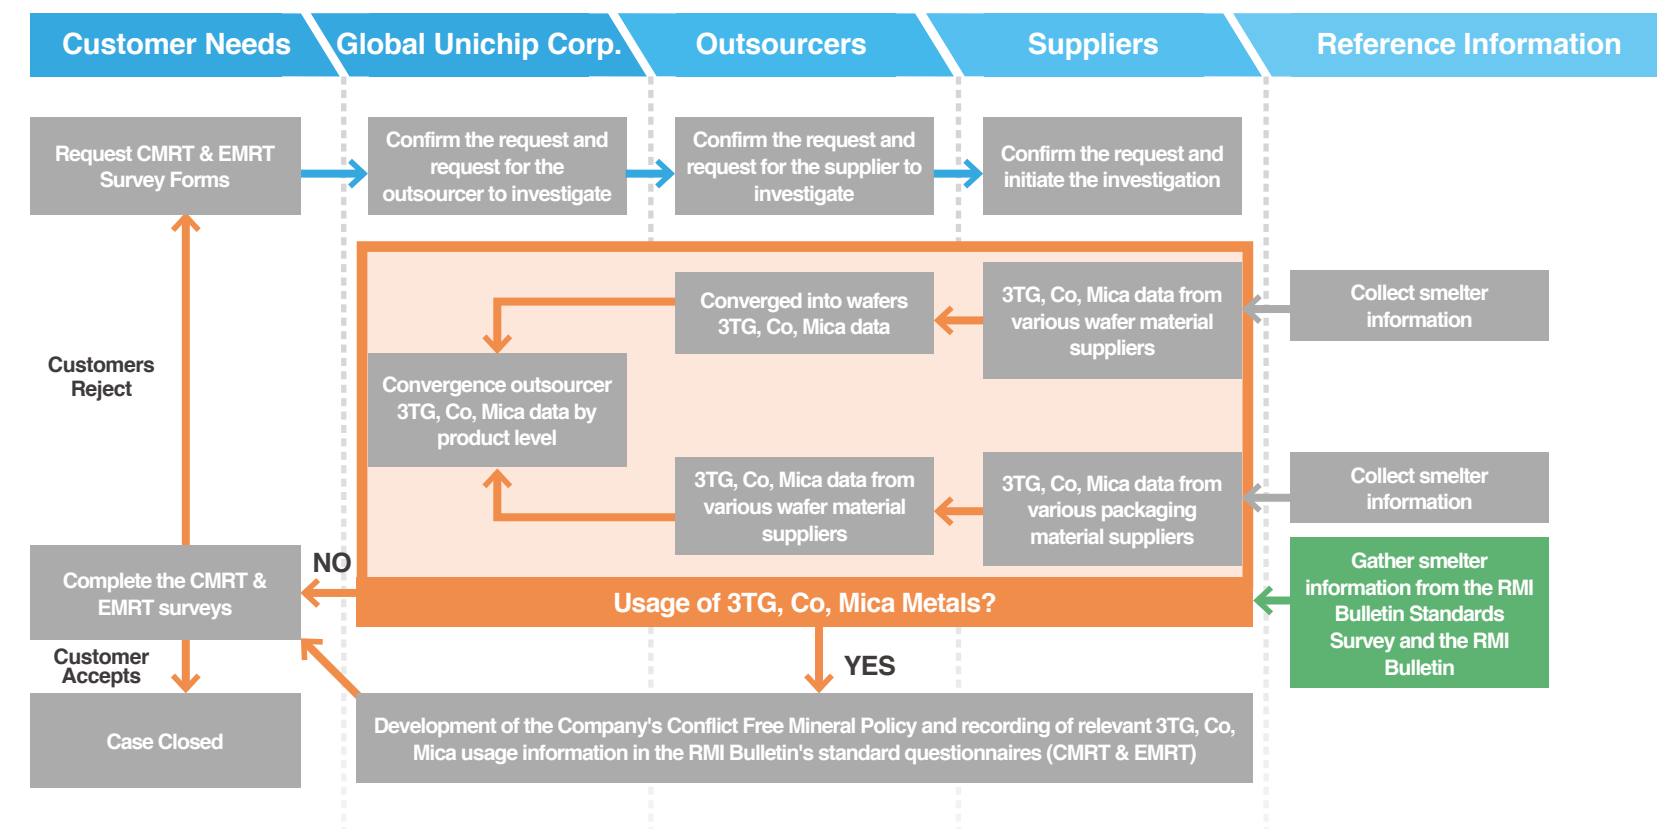 Customer Needs
Global Unichip Corp.
Outsourcers
Suppliers
Reference Information
Request CMRT & EMRT
Survey Forms
Confirm the request and
request for the
outsourcer to investigate
Confirm the request and
request for the supplier to
investigate
Confirm the request and
initiate the investigation
Converged into wafers
3TG, Co, Mica data
3TG, Co, Mica data from
various wafer material
suppliers
Collect smelter
information
Customers
Reject
Convergence outsourcer
3TG, Co, Mica data by
product level
3TG, Co, Mica data from
various wafer material
suppliers
3TG, Co, Mica data from
various packaging
material suppliers
Collect smelter
information
NO
Complete the CMRT &
EMRT surveys
Usage of 3TG, Co, Mica Metals?
Gather smelter
information from the RMI
Bulletin Standards
Survey and the RMI
Bulletin
Customer
Accepts
YES
Case Closed
Development of the Company's Conflict Free Mineral Policy and recording of relevant 3TG, Co,
Mica usage information in the RMI Bulletin's standard questionnaires (CMRT & EMRT)